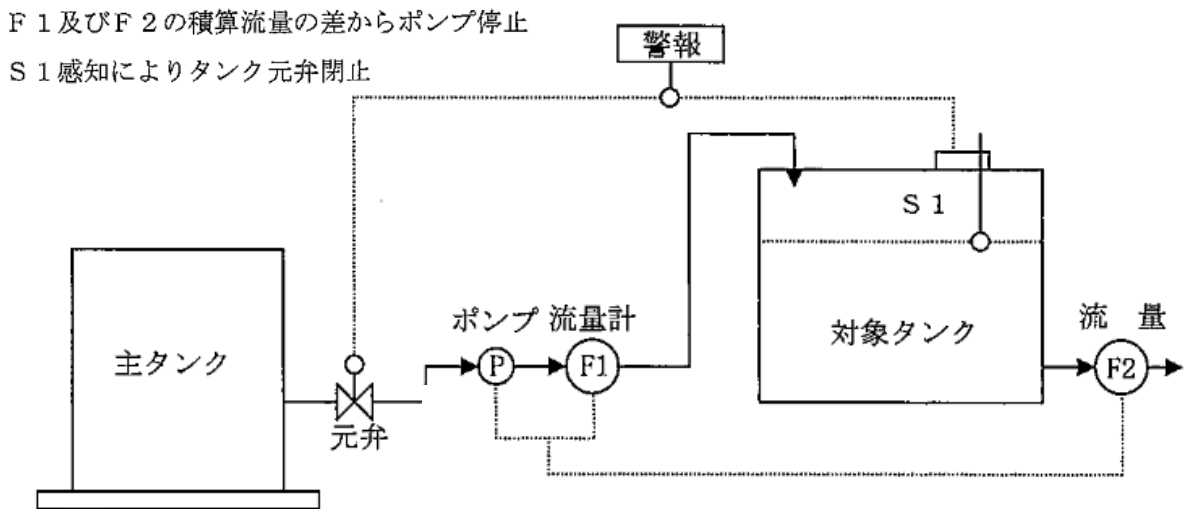 F1及びF2の積算流量の差からポンプ停止
S1感知によりタンク元弁閉止
警報
S1
ポンプ 流量計
流 量
主タンク
P
F1
対象タンク
F2
元弁